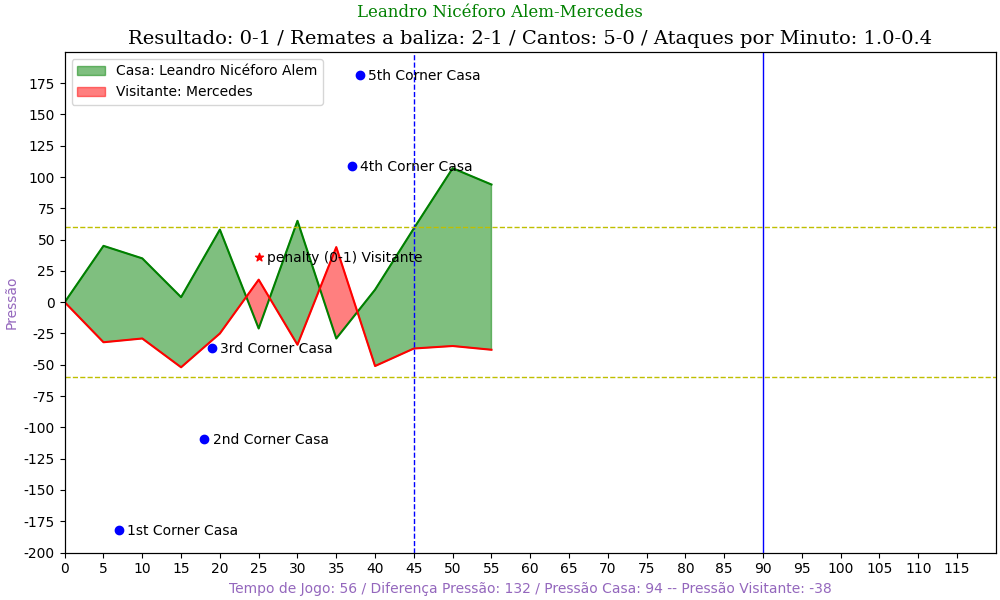 Leandro Nicéforo Alem-Mercedes
Resultado: 0-1 / Remates a baliza: 2-1 / Cantos: 5-0 / Ataques por Minuto: 1.0-0.4
Casa: Leandro Nicéforo Alem
Visitante: Mercedes
5th Corner Casa
4th Corner Casa
penalty (0-1) Visitante
3rd Corner Casa
2nd Corner Casa
1st Corner Casa
Pressão
175
150
125
100
75
50
25
0
-25
-50
-75
-100
-125
-150
-175
-200
0 5 10 15 20 25 30 35 40 45 50 55 60 65 70 75 80 85 90 95 100 105 110 115
Tempo de Jogo: 56 / Diferença Pressão: 132 / Pressão Casa: 94 -- Pressão Visitante: -38